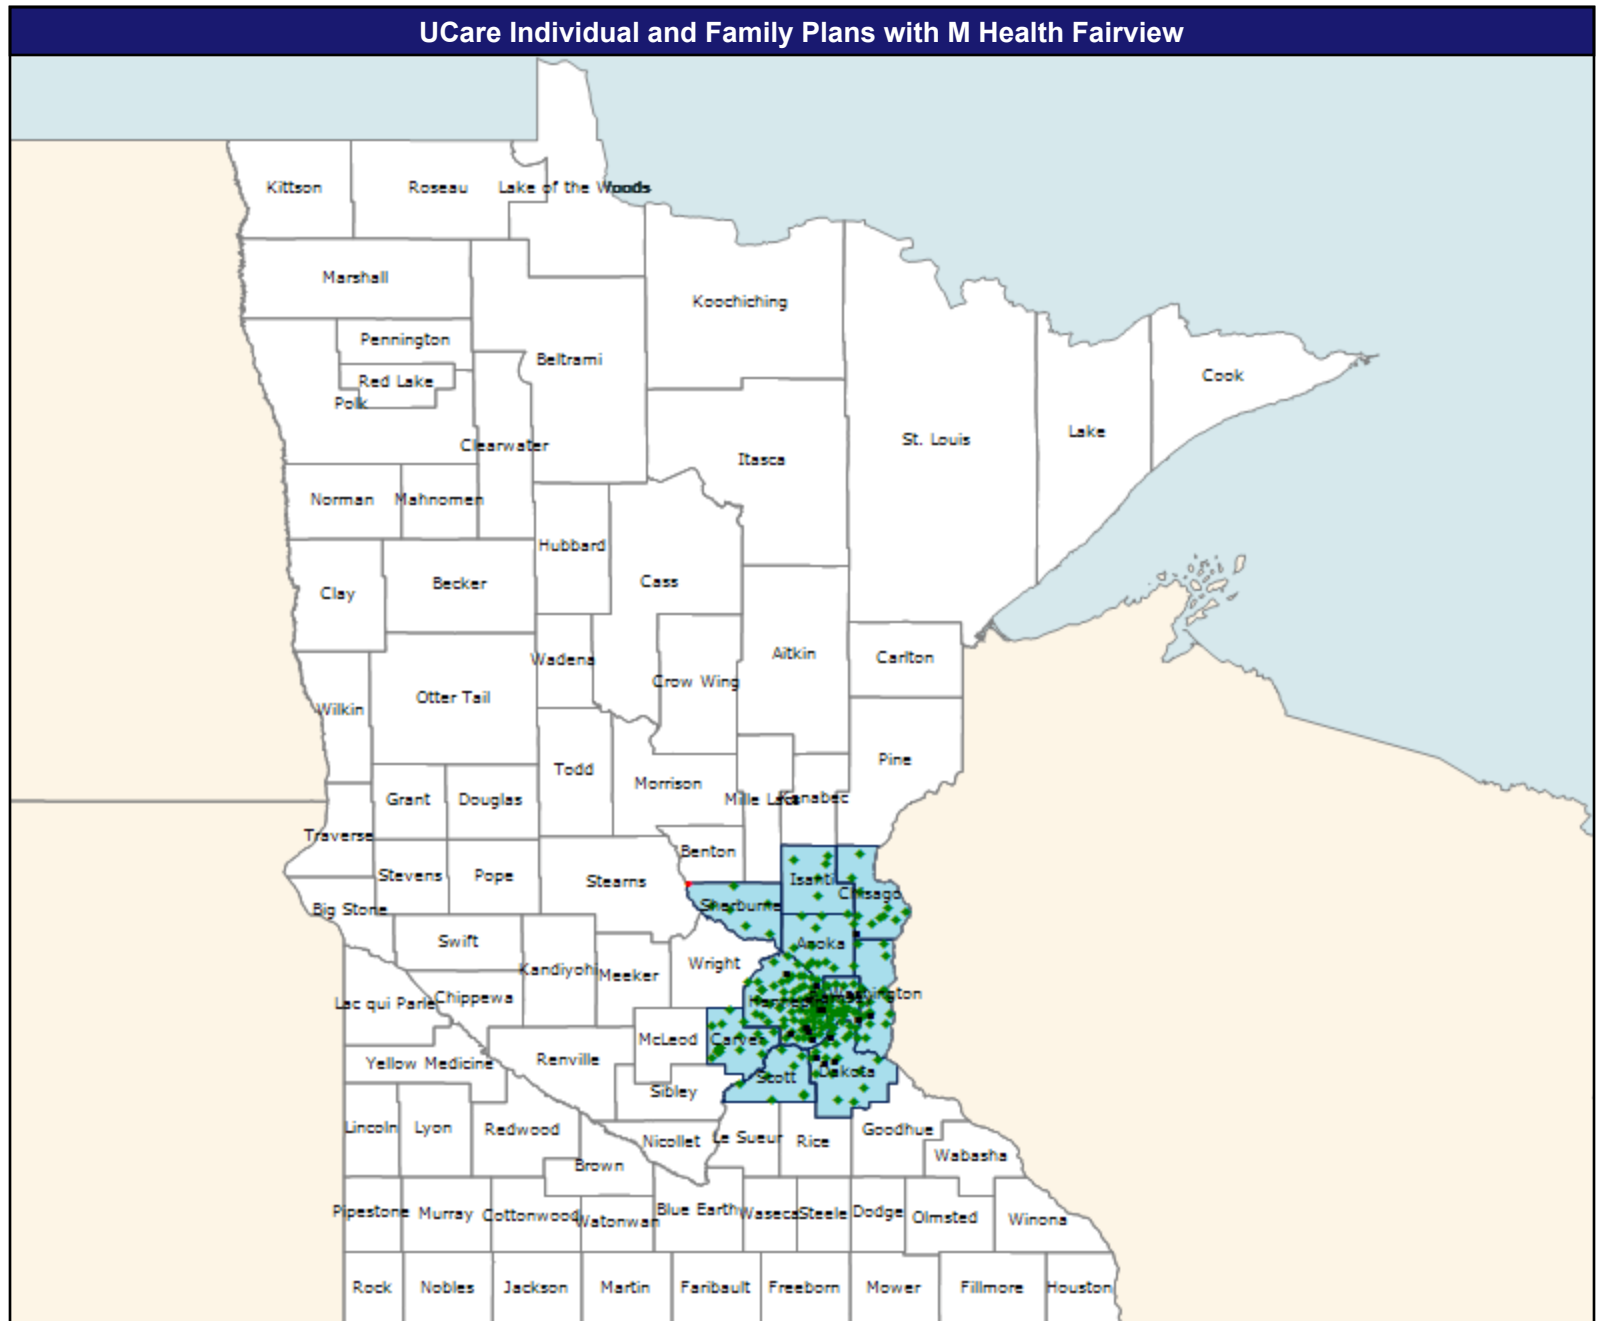 UCare Individual and Family Plans with M Health Fairview
Kittson
Roseau
Lake of the Woods
Marshall
Koochiching
Pennington
Beltrami
Red Lake
Cook
Polk
Lake
St. Louis
Clearwater
Itasca
Norman
Mahnomen
Hubbard
Cass
Becker
Clay
Aitkin
Carlton
Wadena
Crow Wing
Otter Tail
Wilkin
Pine
Todd
Morrison
Grant
Douglas
Mille Lacs
Kanabec
Traverse
Benton
Stevens
Pope
Stearns
Isanti
Chisago
Sherburne
Big Stone
Swift
Anoka
Wright
Kandiyohi
Meeker
Washington
Lac qui Parle
Chippewa
Hennepin
McLeod
Carver
Renville
Yellow Medicine
Dakota
Scott
Sibley
Lincoln
Lyon
Redwood
Goodhue
Nicollet
Le Sueur
Rice
Wabasha
Brown
Pipestone
Murray
Cottonwood
Watonwan
Blue Earth
Waseca
Steele
Dodge
Olmsted
Winona
Rock
Nobles
Jackson
Martin
Faribault
Freeborn
Mower
Fillmore
Houston